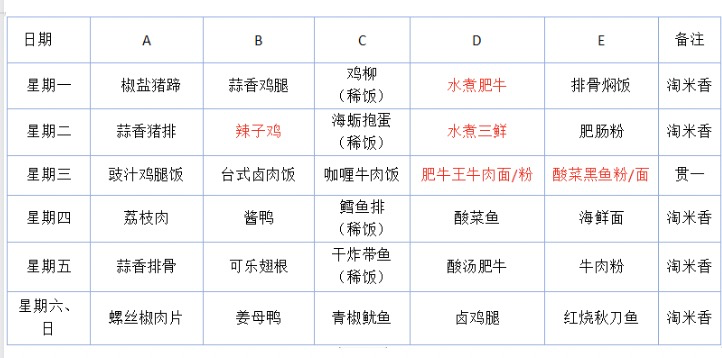 日期 A B C D E 备注
星期一 椒盐猪蹄 蒜香鸡腿 鸡柳 水煮肥牛 排骨焖饭 淘米香
（稀饭）
星期二 蒜香猪排 辣子鸡 海蛎抱蛋 水煮三鲜 肥肠粉 淘米香
（稀饭）
星期三 豉汁鸡腿饭 台式卤肉饭 咖喱牛肉饭 肥牛王牛肉面/粉 酸菜黑鱼粉/面 贯一
星期四 荔枝肉 酱鸭 鳕鱼排 酸菜鱼 海鲜面 淘米香
（稀饭）
星期五 蒜香排骨 可乐翅根 干炸带鱼 酸汤肥牛 牛肉粉 淘米香
（稀饭）
星期六、 螺丝椒肉片 姜母鸭 青椒鱿鱼 卤鸡腿 红烧秋刀鱼 淘米香
日